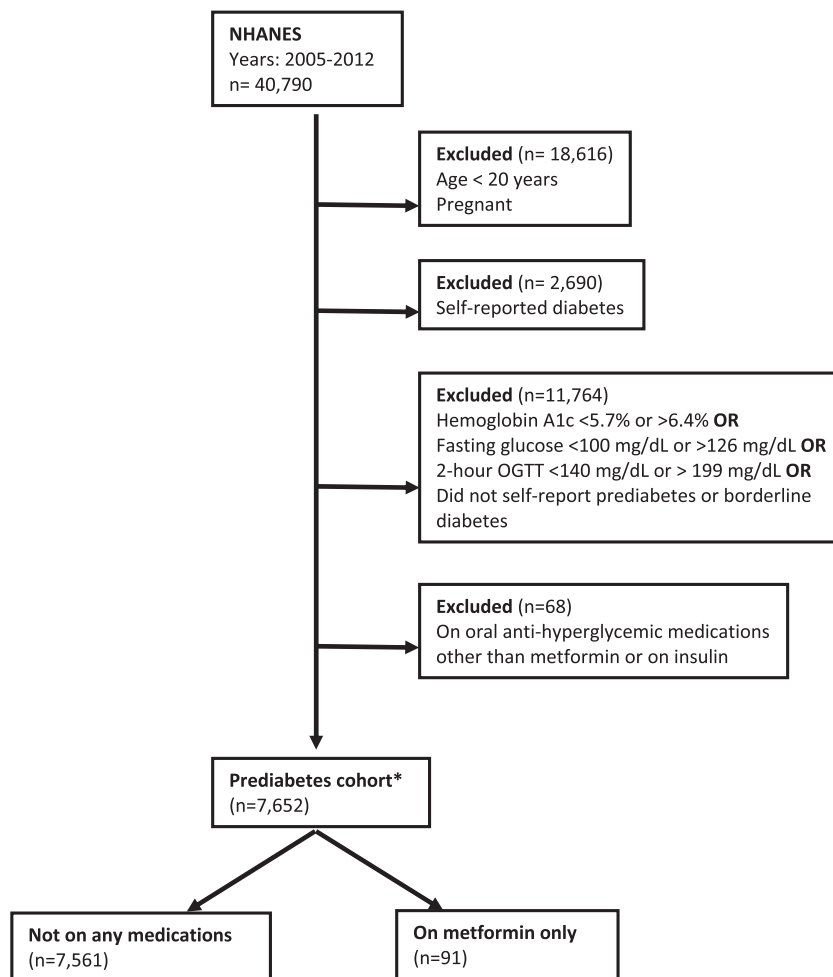 NHANES
Years: 2005-2012
n= 40,790
Excluded (n= 18,616)
Age < 20 years
Pregnant
Excluded (n= 2,690)
Self-reported diabetes
Excluded (n=11,764)
Hemoglobin A1c <5.7% or >6.4% OR
Fasting glucose <100 mg/dL or >126 mg/dL OR
2-hour OGTT <140 mg/dL or > 199 mg/dL OR
Did not self-report prediabetes or borderline
diabetes
Excluded (n=68)
On oral anti-hyperglycemic medications
other than metformin or on insulin
Prediabetes cohort*
(n=7,652)
Not on any medications
(n=7,561)
On metformin only
(n=91)